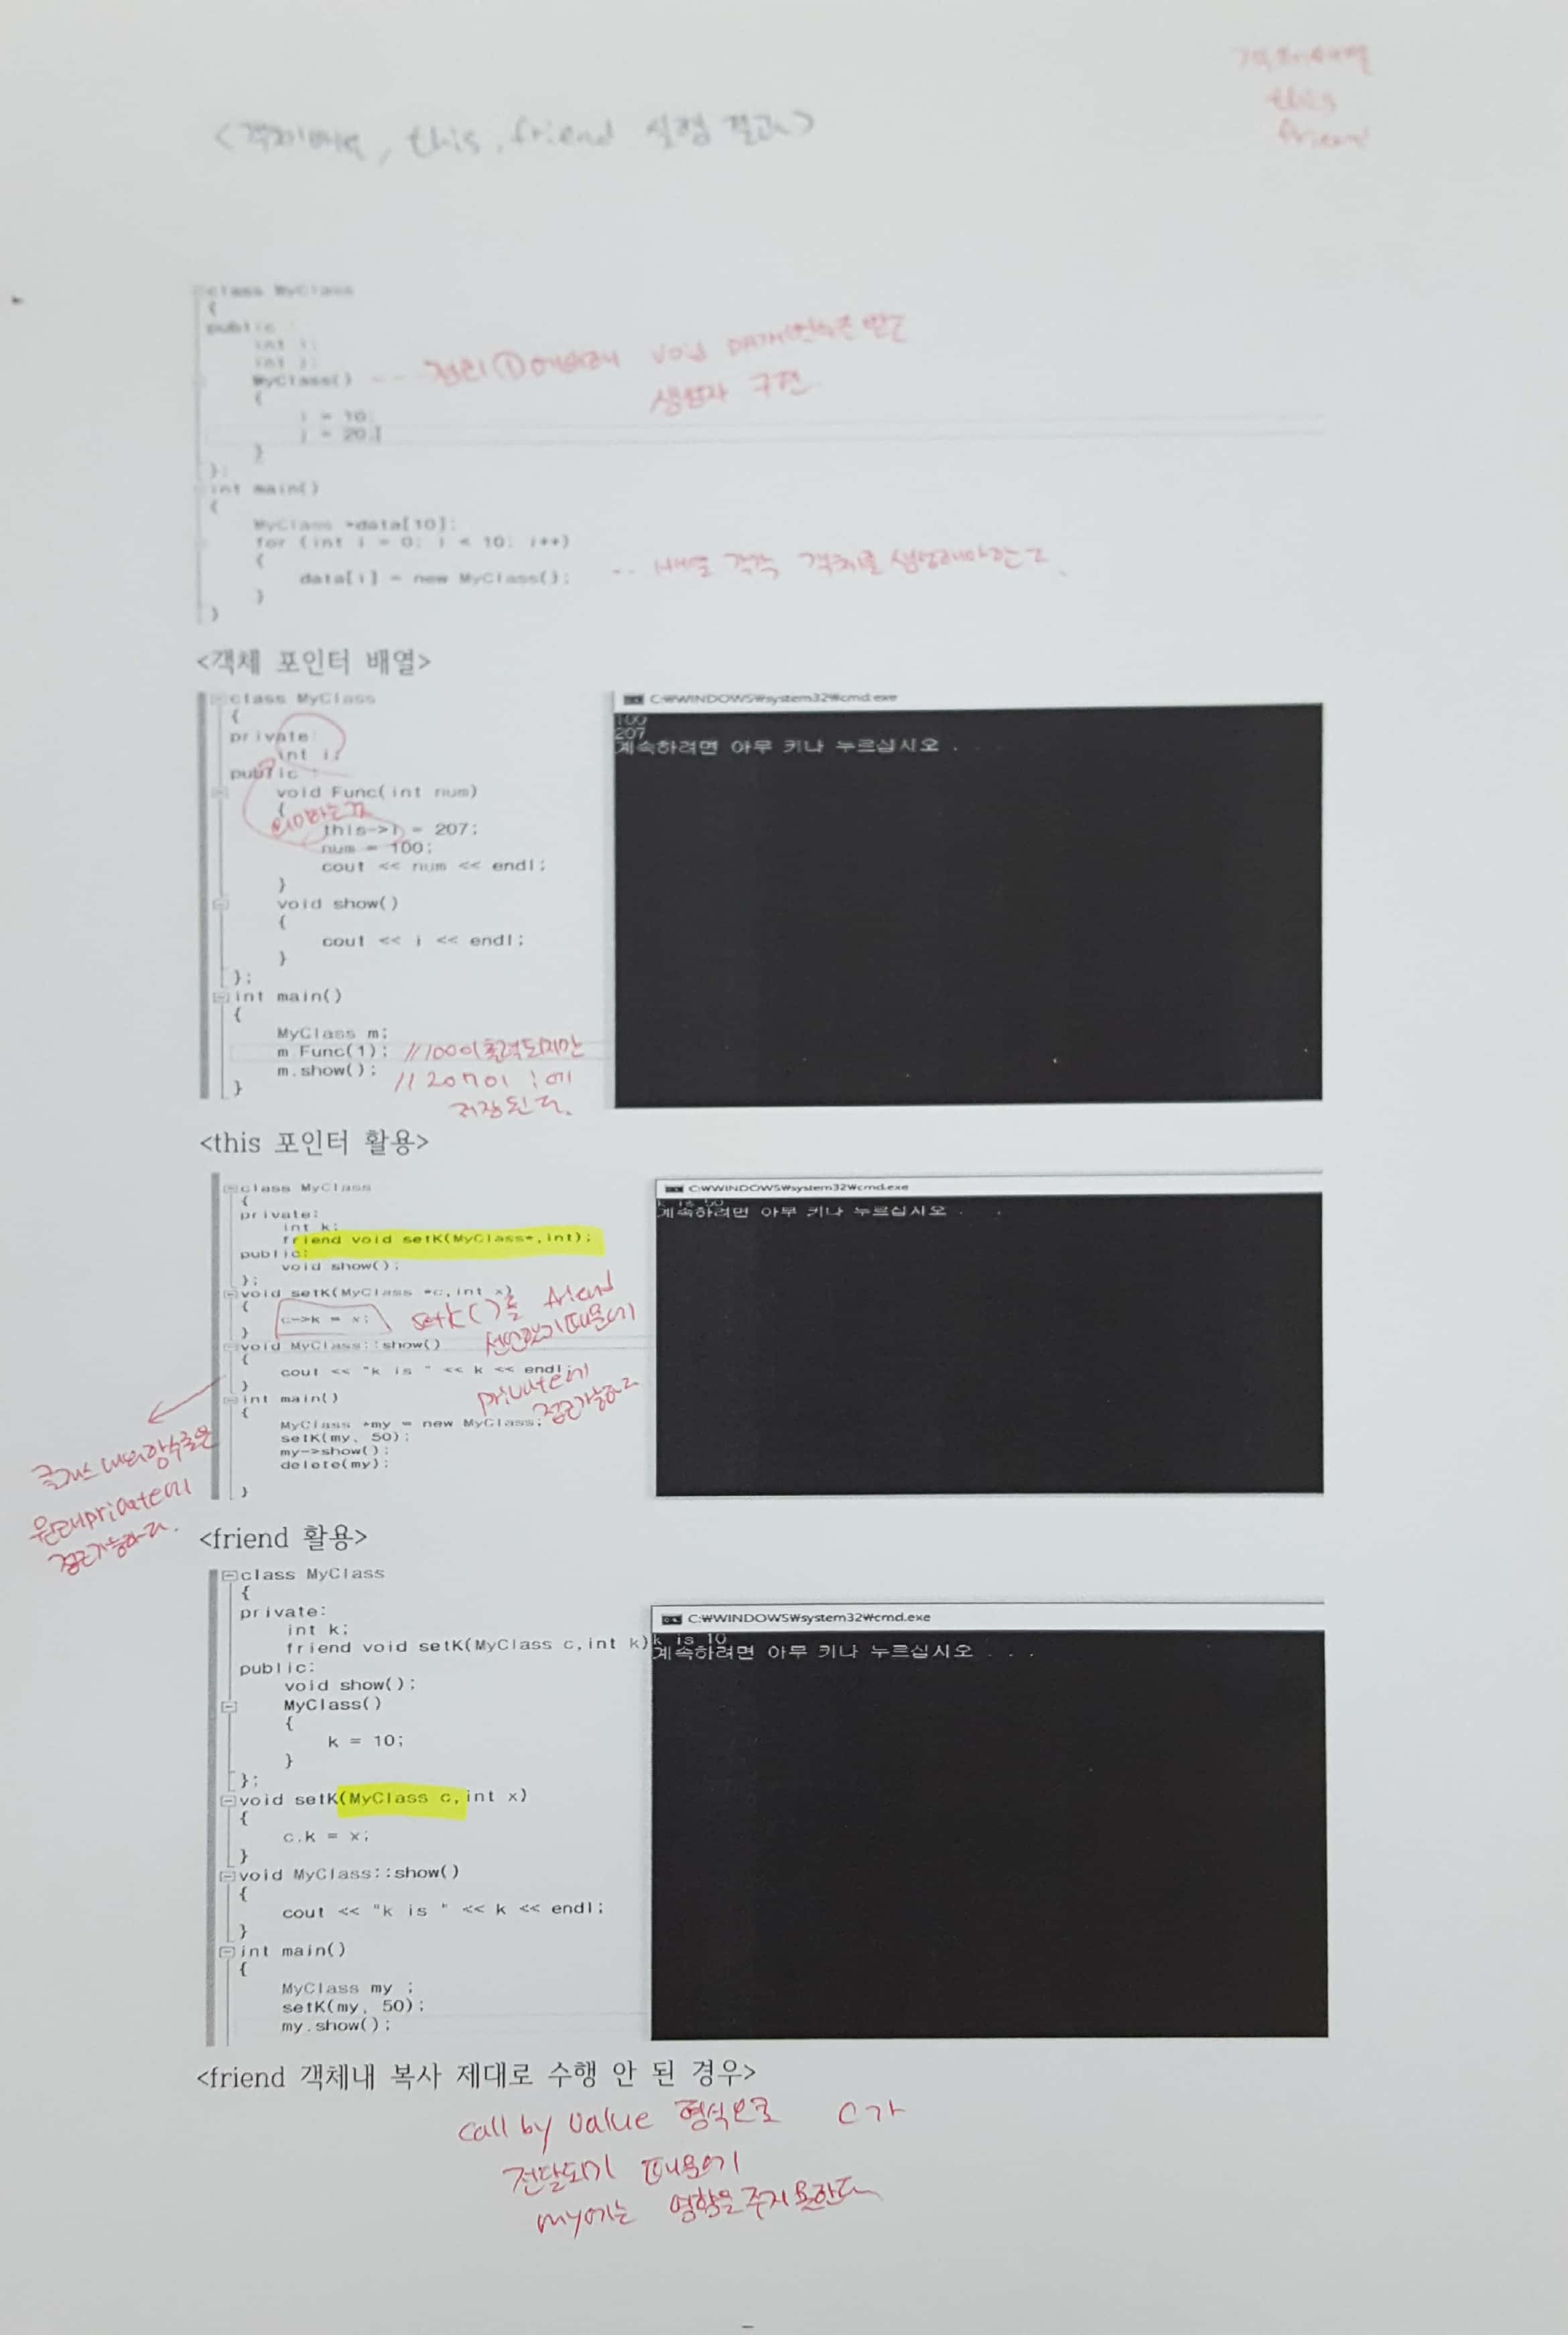 <객체배열, this, friend 실험 결과>
객체배열
this
friend
class MyClass
{
public :
int i;
int j;
MyClass() -- 정리①에의해 void 매개변수를 받는
생성자 구현
{
i = 10;
j = 20;
}
};
int main()
{
MyClass *data[10];
for (int i = 0; i < 10; i++)
{
data[i] = new MyClass(); -- 배열 각각 객체를 생성해야한다.
}
}
<객체 포인터 배열>
class MyClass
{
private:
int i;
public :
void Func(int num)
{
의미하는것
this->i = 207;
num = 100;
cout << num << endl;
}
void show()
{
cout << i << endl;
}
};
int main()
{
MyClass m;
m.Func(1); //100이출력되지만
m.show(); //207이 i에
저장된다.
}
C:₩WINDOWS₩system32₩cmd.exe
100
207
계속하려면 아무 키나 누르십시오 . . .
<this 포인터 활용>
class MyClass
{
private:
int k;
friend void setK(MyClass*,int);
public:
void show();
};
void setK(MyClass *c,int x)
{
c->k = x;
}
setK()를 friend
선언했기때문에
private에
접근가능하다
void MyClass::show()
{
cout << "k is " << k << endl;
}
int main()
{
MyClass *my = new MyClass;
setK(my, 50);
my->show();
delete(my);
}
클래스 내의함수들은
원래private에
접근가능하다.
C:₩WINDOWS₩system32₩cmd.exe
k is 50
계속하려면 아무 키나 누르십시오 . . .
<friend 활용>
class MyClass
{
private:
int k;
friend void setK(MyClass c,int k)
public:
void show();
MyClass()
{
k = 10;
}
};
void setK(MyClass c,int x)
{
c.k = x;
}
void MyClass::show()
{
cout << "k is " << k << endl;
}
int main()
{
MyClass my ;
setK(my, 50);
my.show();
C:₩WINDOWS₩system32₩cmd.exe
k is 10
계속하려면 아무 키나 누르십시오 . . .
<friend 객체내 복사 제대로 수행 안 된 경우>
call by value 형식으로 c가
전달되기 때문에
my에는 영향을주지못한다